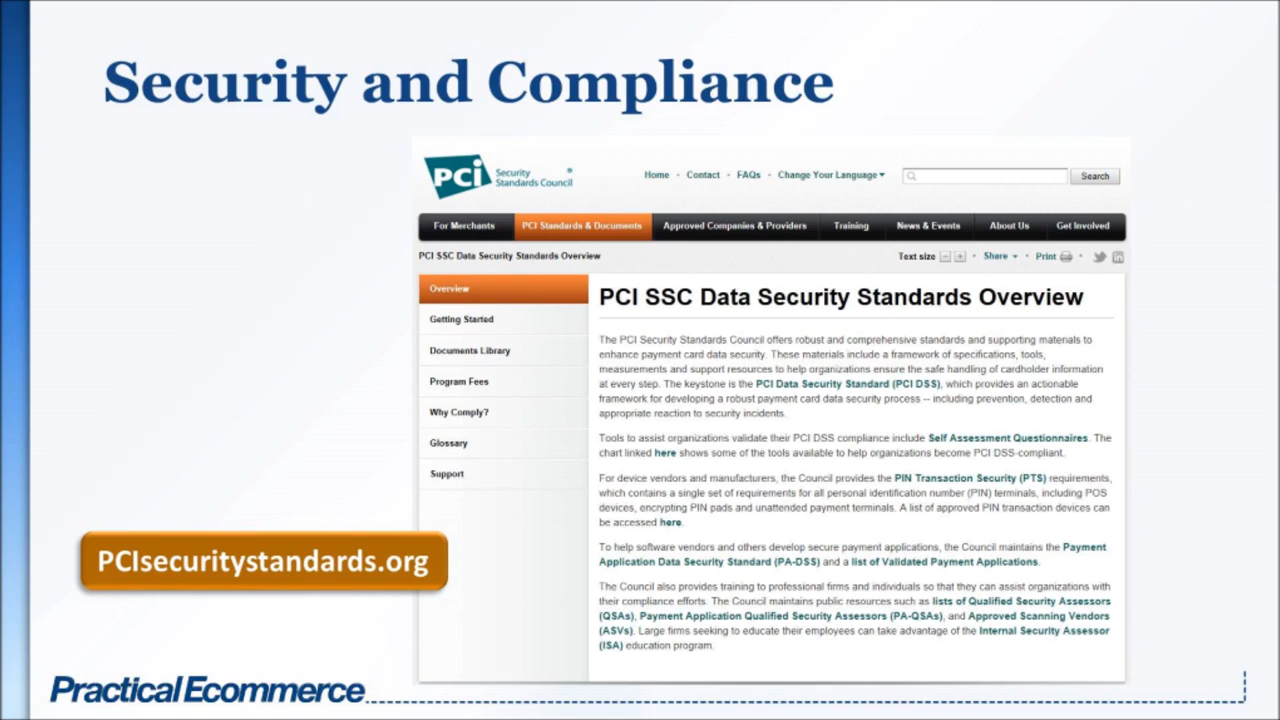 Security and Compliance
PCI Security
Standards Council
Home · Contact · FAQs · Change Your Language
Search
For Merchants PCI Standards & Documents Approved Companies & Providers Training News & Events About Us Get Involved
PCI SSC Data Security Standards Overview
Text size Share · Print
Overview
Getting Started
Documents Library
Program Fees
Why Comply?
Glossary
Support
PCI SSC Data Security Standards Overview
The PCI Security Standards Council offers robust and comprehensive standards and supporting materials to
enhance payment card data security. These materials include a framework of specifications, tools,
measurements and support resources to help organizations ensure the safe handling of cardholder information
at every step. The keystone is the PCI Data Security Standard (PCI DSS), which provides an actionable
framework for developing a robust payment card data security process -- including prevention, detection and
appropriate reaction to security incidents.
Tools to assist organizations validate their PCI DSS compliance include Self Assessment Questionnaires. The
chart linked here shows some of the tools available to help organizations become PCI DSS-compliant.
For device vendors and manufacturers, the Council provides the PIN Transaction Security (PTS) requirements,
which contains a single set of requirements for all personal identification number (PIN) terminals, including POS
devices, encrypting PIN pads and unattended payment terminals. A list of approved PIN transaction devices can
be accessed here.
To help software vendors and others develop secure payment applications, the Council maintains the Payment
Application Data Security Standard (PA-DSS) and a list of Validated Payment Applications.
The Council also provides training to professional firms and individuals so that they can assist organizations with
their compliance efforts. The Council maintains public resources such as lists of Qualified Security Assessors
(QSAs), Payment Application Qualified Security Assessors (PA-QSAs), and Approved Scanning Vendors
(ASVs). Large firms seeking to educate their employees can take advantage of the Internal Security Assessor
(ISA) education program.
PCIsecuritystandards.org
Practical Ecommerce